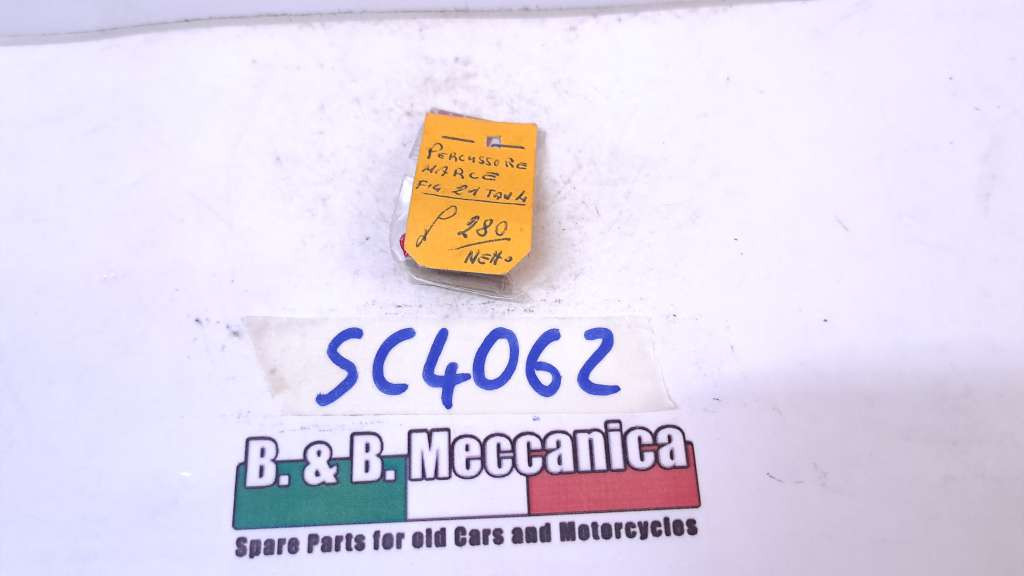 PERCUSSORE
MARCE
FIG. 21 TAV 4
£ 280
Netto
SC4062
B. & B. Meccanica
Spare Parts for old Cars and Motorcycles